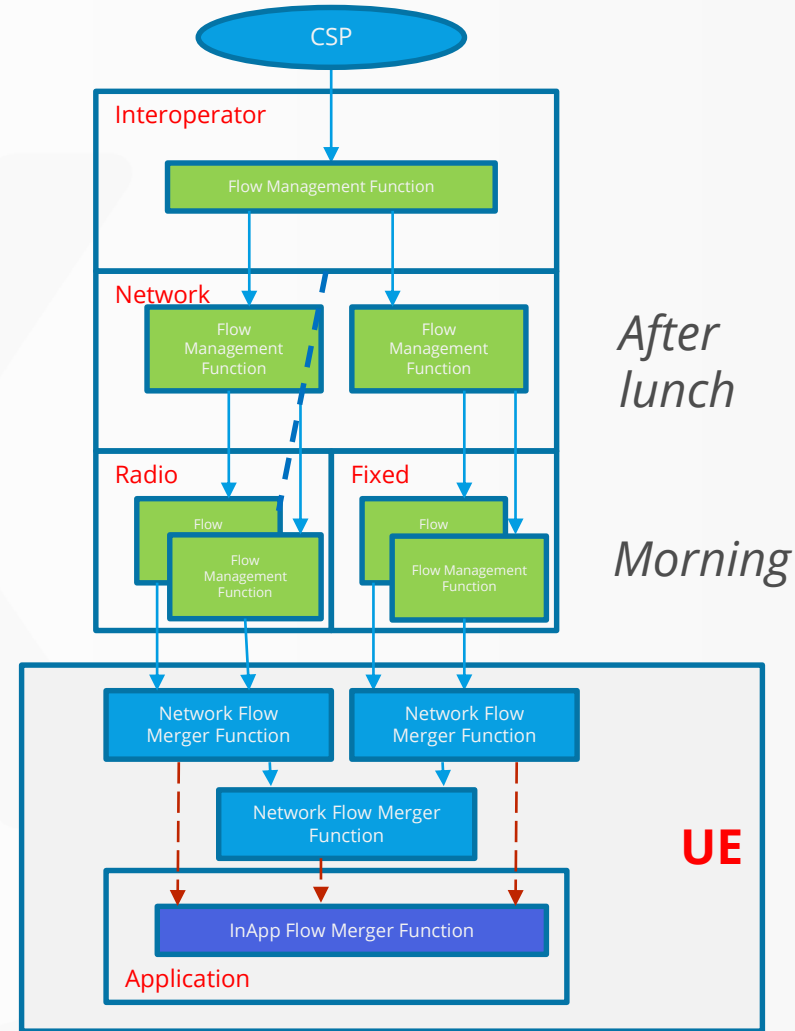 CSP
Interoperator
Flow Management Function
Network
Flow
Management
Function
Flow
Management
Function
After
lunch
Radio
Fixed
Flow
Flow
Management
Function
Flow
Flow Management
Function
Morning
Network Flow
Merger Function
Network Flow
Merger Function
Network Flow Merger
Function
UE
InApp Flow Merger Function
Application